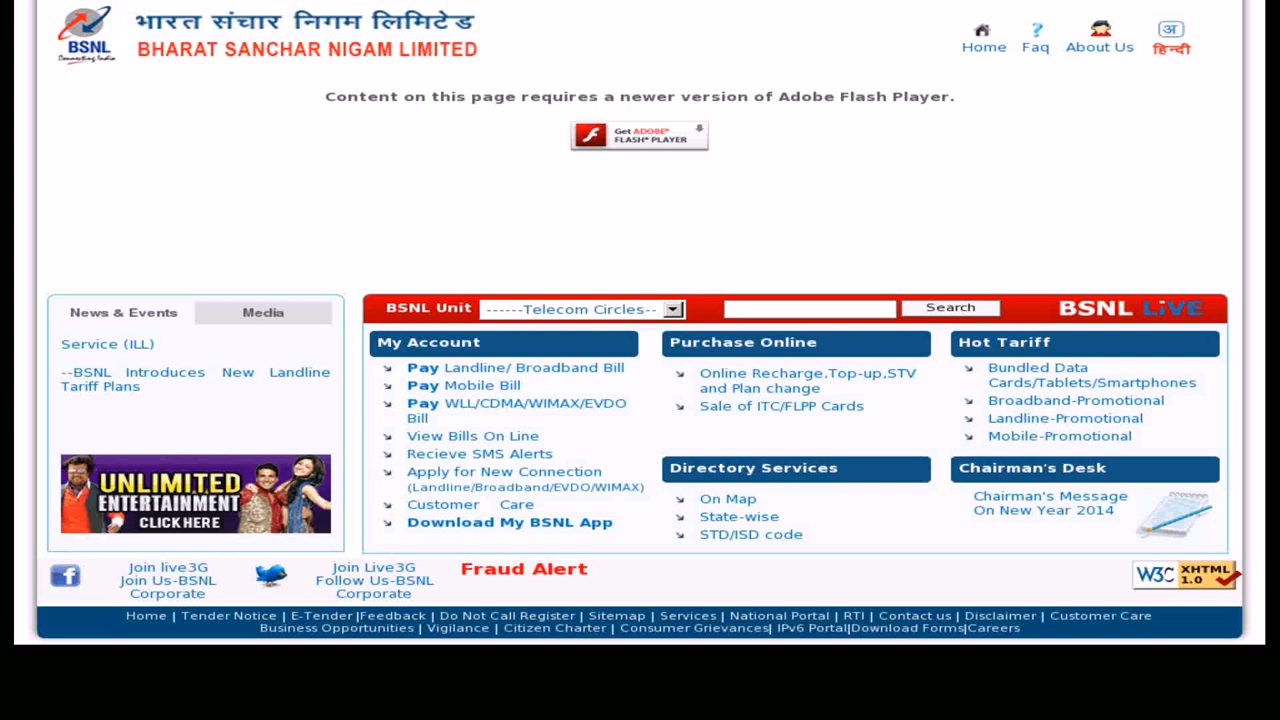 BSNL
Connecting India
भारत संचार निगम लिमिटेड
BHARAT SANCHAR NIGAM LIMITED
Home Faq About Us हिन्दी
अ
Content on this page requires a newer version of Adobe Flash Player.
Get ADOBE®
FLASH® PLAYER
News & Events Media
Service (ILL)
--BSNL Introduces New Landline
Tariff Plans
UNLIMITED
ENTERTAINMENT
CLICK HERE
BSNL Unit ------Telecom Circles-- Search BSNL LiVE
My Account
Pay Landline/ Broadband Bill
Pay Mobile Bill
Pay WLL/CDMA/WIMAX/EVDO
Bill
View Bills On Line
Recieve SMS Alerts
Apply for New Connection
(Landline/Broadband/EVDO/WIMAX)
Customer Care
Download My BSNL App
Purchase Online
Online Recharge,Top-up,STV
and Plan change
Sale of ITC/FLPP Cards
Directory Services
On Map
State-wise
STD/ISD code
Hot Tariff
Bundled Data
Cards/Tablets/Smartphones
Broadband-Promotional
Landline-Promotional
Mobile-Promotional
Chairman's Desk
Chairman's Message
On New Year 2014
Join live3G
Join Us-BSNL
Corporate
Join Live3G
Follow Us-BSNL
Corporate
Fraud Alert
W3C XHTML
1.0
Home | Tender Notice | E-Tender |Feedback | Do Not Call Register | Sitemap | Services | National Portal | RTI | Contact us | Disclaimer | Customer Care
Business Opportunities | Vigilance | Citizen Charter | Consumer Grievances| IPv6 Portal|Download Forms|Careers